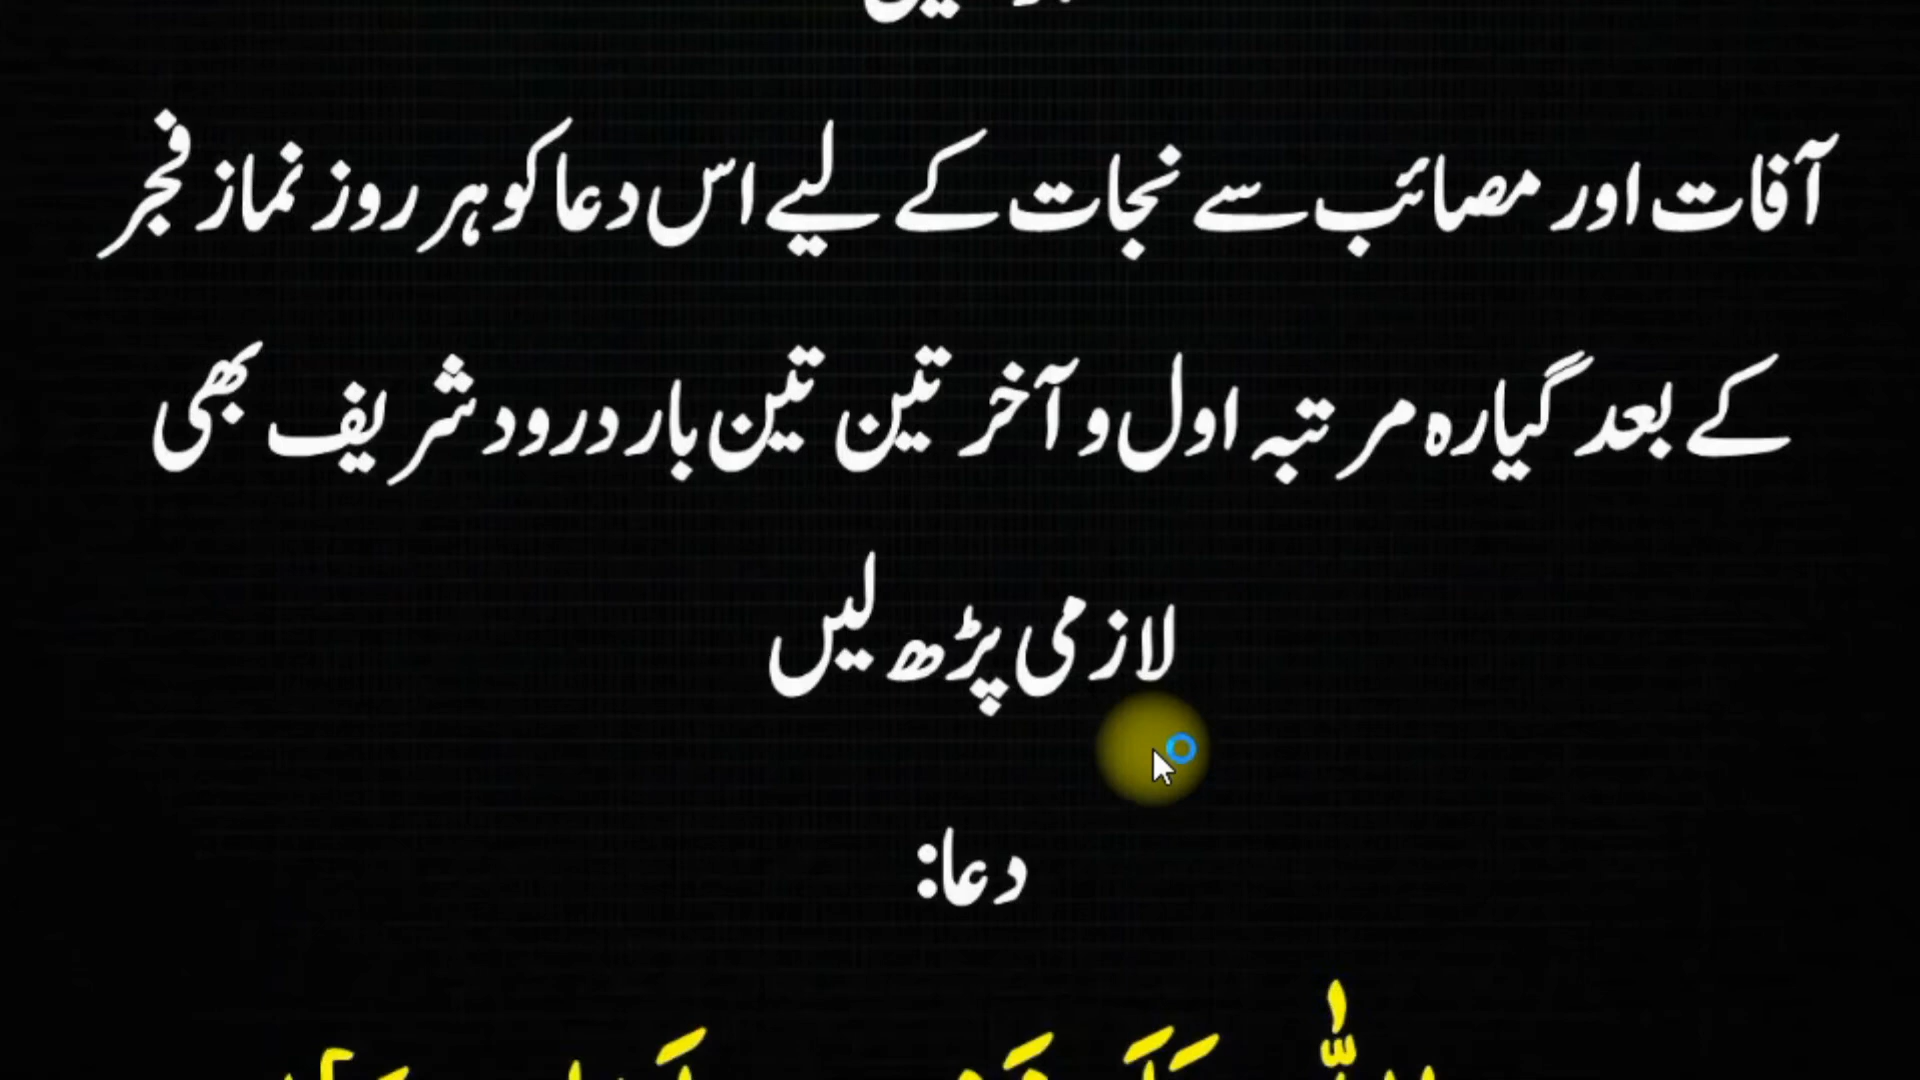 آفات اور مصائب سے نجات کے لیے اس دعا کو ہر روز نماز فجر
کے بعد گیارہ مرتبہ اول و آخر تین تین بار درود شریف بھی
لازمی پڑھ لیں
دعا: